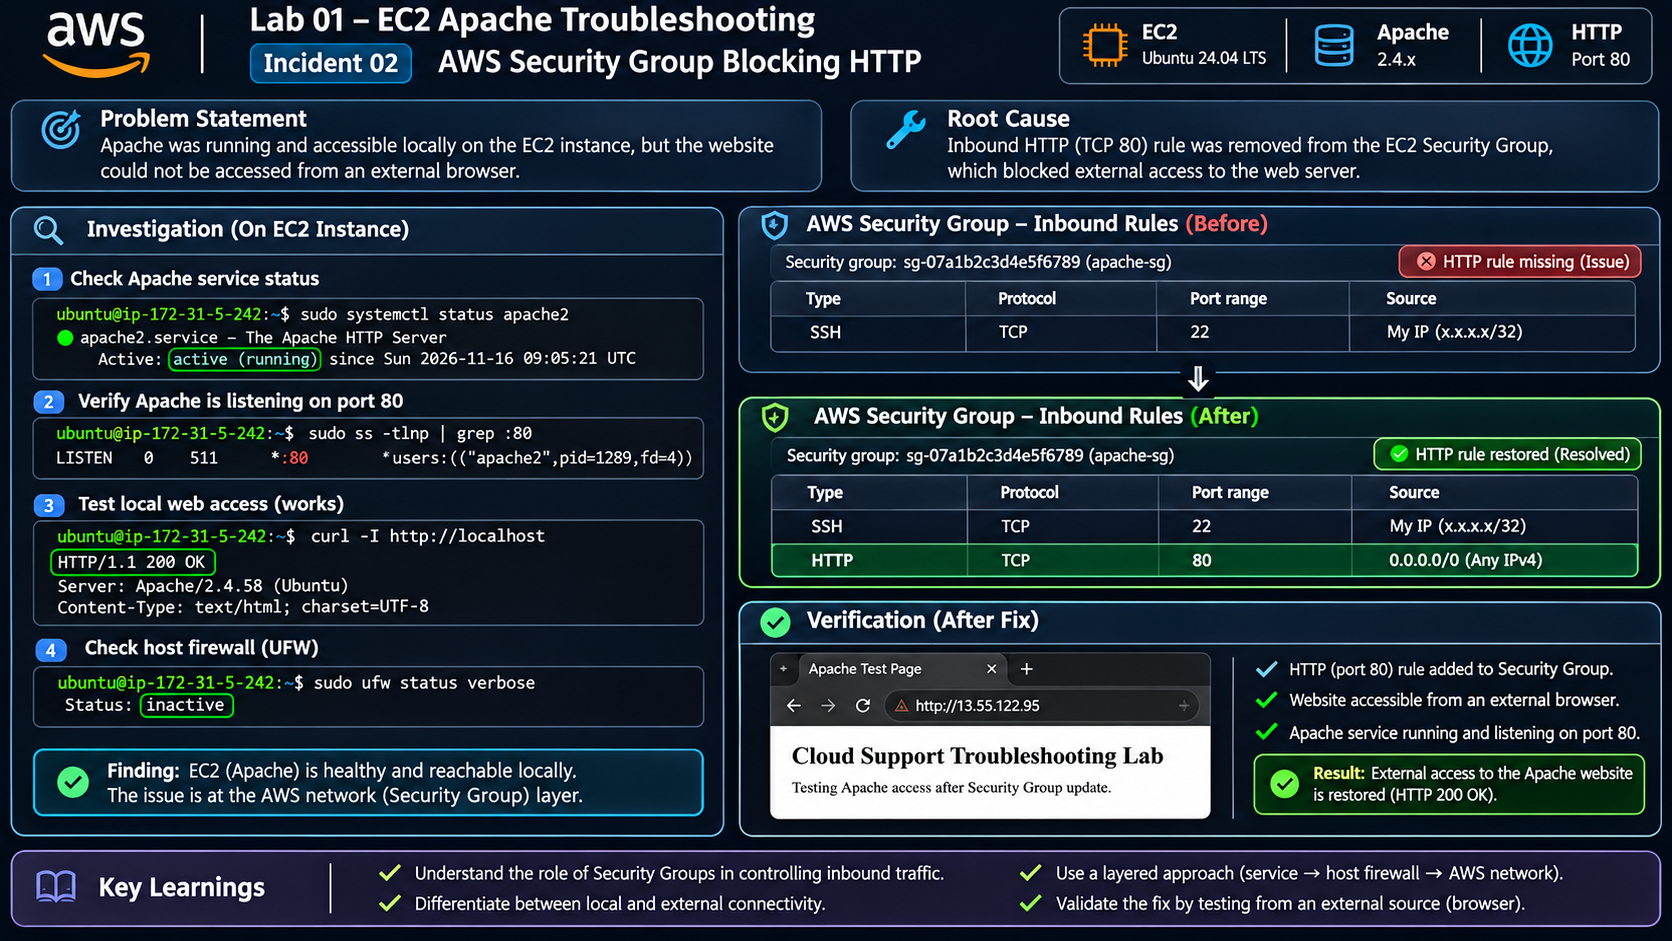 aws
Lab 01 – EC2 Apache Troubleshooting
Incident 02
AWS Security Group Blocking HTTP
EC2
Ubuntu 24.04 LTS
Apache
2.4.x
HTTP
Port 80
Problem Statement
Apache was running and accessible locally on the EC2 instance, but the website
could not be accessed from an external browser.
Root Cause
Inbound HTTP (TCP 80) rule was removed from the EC2 Security Group,
which blocked external access to the web server.
Investigation (On EC2 Instance)
1 Check Apache service status
ubuntu@ip-172-31-5-242:~$ sudo systemctl status apache2
apache2.service – The Apache HTTP Server
Active: active (running) since Sun 2026-11-16 09:05:21 UTC
2 Verify Apache is listening on port 80
ubuntu@ip-172-31-5-242:~$ sudo ss -tlnp | grep :80
LISTEN 0 511 *:80 *users:(("apache2",pid=1289,fd=4))
3 Test local web access (works)
ubuntu@ip-172-31-5-242:~$ curl -I http://localhost
HTTP/1.1 200 OK
Server: Apache/2.4.58 (Ubuntu)
Content-Type: text/html; charset=UTF-8
4 Check host firewall (UFW)
ubuntu@ip-172-31-5-242:~$ sudo ufw status verbose
Status: inactive
Finding: EC2 (Apache) is healthy and reachable locally.
The issue is at the AWS network (Security Group) layer.
AWS Security Group – Inbound Rules (Before)
Security group: sg-07a1b2c3d4e5f6789 (apache-sg)
HTTP rule missing (Issue)
Type Protocol Port range Source
SSH TCP 22 My IP (x.x.x.x/32)
AWS Security Group – Inbound Rules (After)
Security group: sg-07a1b2c3d4e5f6789 (apache-sg)
HTTP rule restored (Resolved)
Type Protocol Port range Source
SSH TCP 22 My IP (x.x.x.x/32)
HTTP TCP 80 0.0.0.0/0 (Any IPv4)
Verification (After Fix)
Apache Test Page
http://13.55.122.95
Cloud Support Troubleshooting Lab
Testing Apache access after Security Group update.
HTTP (port 80) rule added to Security Group.
Website accessible from an external browser.
Apache service running and listening on port 80.
Result: External access to the Apache website
is restored (HTTP 200 OK).
Key Learnings
Understand the role of Security Groups in controlling inbound traffic.
Differentiate between local and external connectivity.
Use a layered approach (service → host firewall → AWS network).
Validate the fix by testing from an external source (browser).